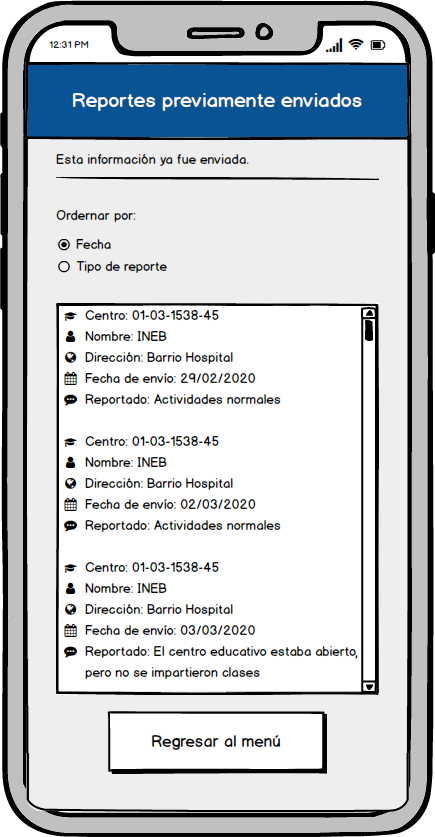 12:31 PM
Reportes previamente enviados
Esta información ya fue enviada.
Ordernar por:
Fecha
Tipo de reporte
Centro: 01-03-1538-45
Nombre: INEB
Dirección: Barrio Hospital
Fecha de envío: 29/02/2020
Reportado: Actividades normales
Centro: 01-03-1538-45
Nombre: INEB
Dirección: Barrio Hospital
Fecha de envío: 02/03/2020
Reportado: Actividades normales
Centro: 01-03-1538-45
Nombre: INEB
Dirección: Barrio Hospital
Fecha de envío: 03/03/2020
Reportado: El centro educativo estaba abierto,
pero no se impartieron clases
Regresar al menú